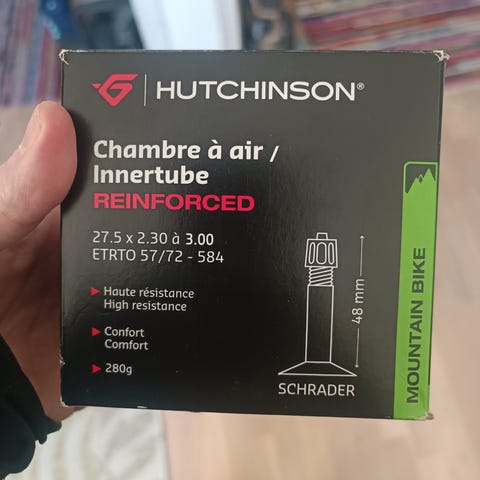 HUTCHINSON®
Chambre à air /
Innertube
REINFORCED
27.5 x 2.30 à 3.00
ETRTO 57/72 - 584
Haute résistance
High resistance
Confort
Comfort
280g
48 mm
SCHRADER
MOUNTAIN BIKE